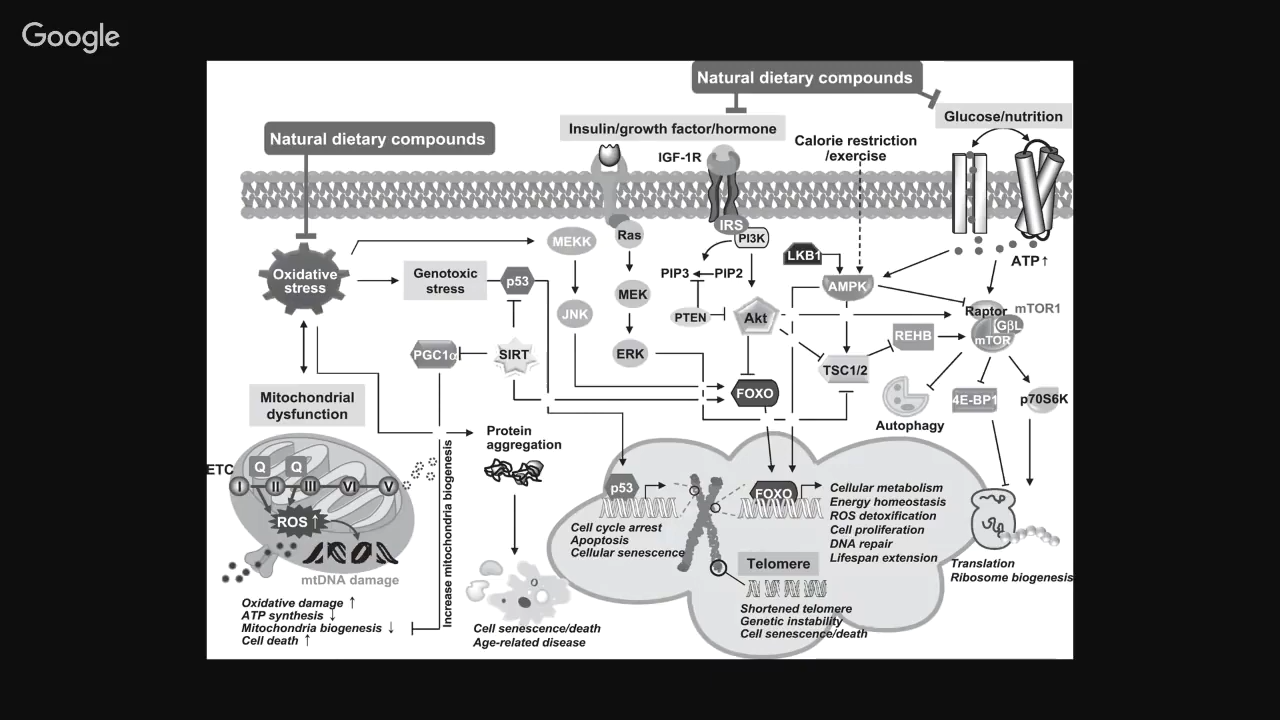 Google
Natural dietary compounds
Natural dietary compounds
Insulin/growth factor/hormone
Glucose/nutrition
Calorie restriction
/exercise
IGF-1R
IRS
PI3K
Ras
MEKK
LKB1
ATP↑
Oxidative
stress
Genotoxic
stress
p53
PIP3
PIP2
AMPK
MEK
JNK
PTEN
Akt
Raptor
mTOR1
GβL
mTOR
REHB
PGC1α
SIRT
ERK
TSC1/2
FOXO
4E-BP1
p70S6K
Autophagy
Mitochondrial
dysfunction
Protein
aggregation
Increase mitochondria biogenesis
ETC
Q
Q
I
II
III
VI
V
ROS ↑
mtDNA damage
Oxidative damage ↑
ATP synthesis ↓
Mitochondria biogenesis ↓
Cell death ↑
Cell senescence/death
Age-related disease
p53
Cell cycle arrest
Apoptosis
Cellular senescence
FOXO
Cellular metabolism
Energy homeostasis
ROS detoxification
Cell proliferation
DNA repair
Lifespan extension
Telomere
Shortened telomere
Genetic instability
Cell senescence/death
Translation
Ribosome biogenesis